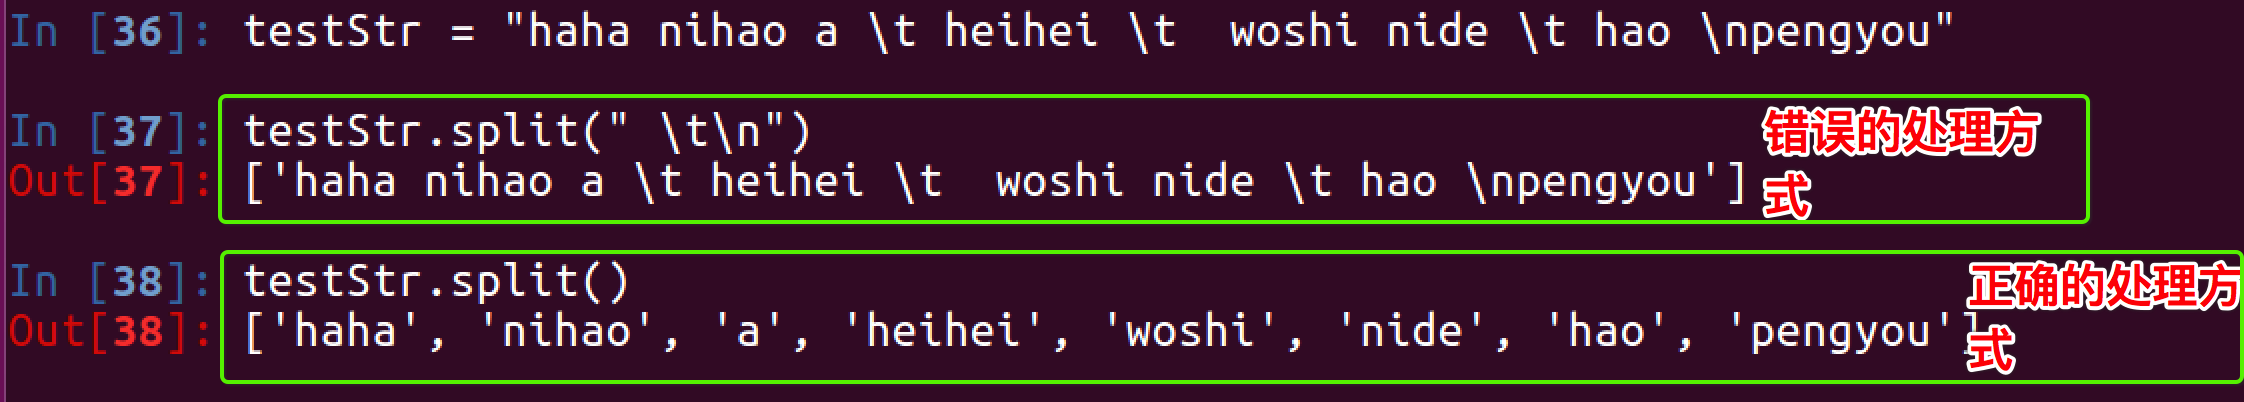 In [36]: testStr = "haha nihao a \t heihei \t  woshi nide \t hao \npengyou"
In [37]: testStr.split(" \t\n")
Out[37]: ['haha nihao a \t heihei \t  woshi nide \t hao \npengyou']
错误的处理方
式
In [38]: testStr.split()
Out[38]: ['haha', 'nihao', 'a', 'heihei', 'woshi', 'nide', 'hao', 'pengyou']
正确的处理方
式